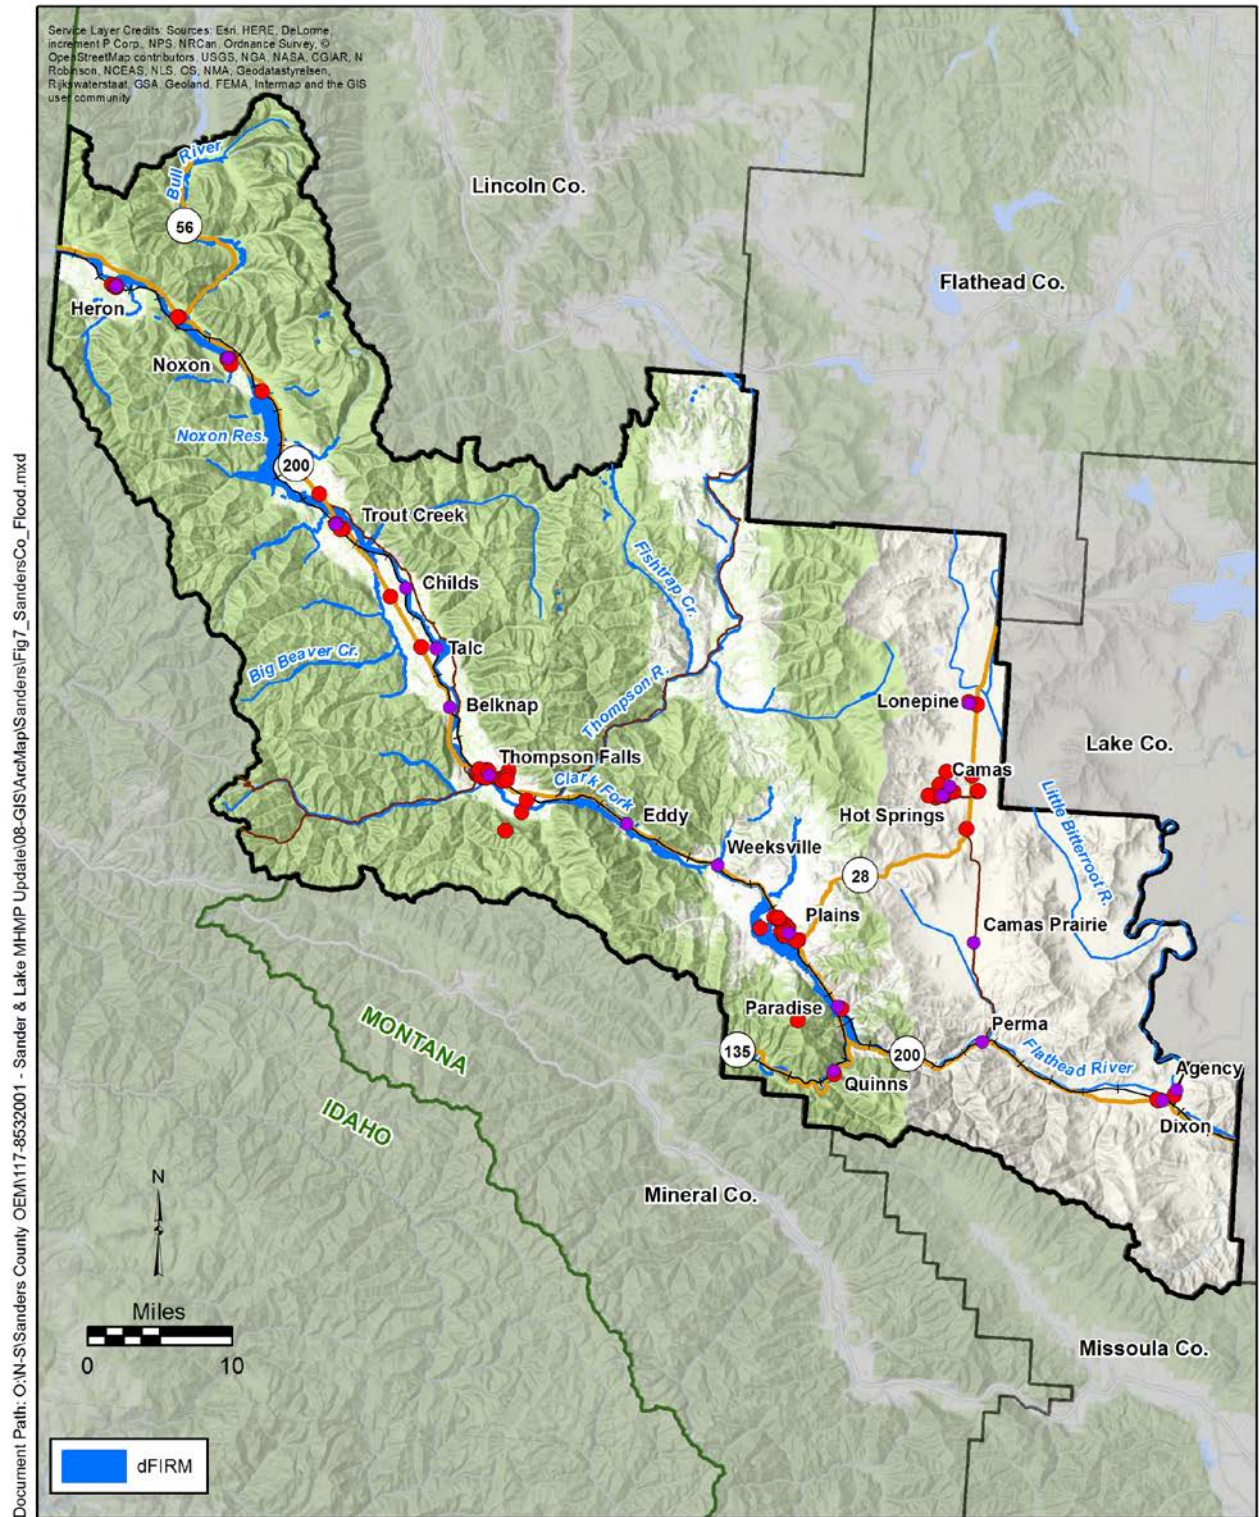 Service Layer Credits: Sources: Esri, HERE, DeLorme,
increment P Corp., NPS, NRCan, Ordnance Survey, ©
OpenStreetMap contributors, USGS, NGA, NASA, CGIAR, N
Robinson, NCEAS, NLS, OS, NMA, Geodatastyrelsen,
Rijkswaterstaat, GSA, Geoland, FEMA, Intermap and the GIS
user community
Bull River
Lincoln Co.
56
Flathead Co.
Heron
Noxon
Noxon Res.
200
Trout Creek
Fishtrap Cr.
Childs
Talc
Big Beaver Cr.
Thompson R.
Lonepine
Belknap
Lake Co.
Thompson Falls
Camas
Clark Fork
Little Bitterroot R.
Eddy
Hot Springs
Weeksville
28
Plains
Camas Prairie
Paradise
Perma
135
200
Flathead River
Agency
Quinns
Dixon
MONTANA
IDAHO
N
Mineral Co.
Miles
0 10
Missoula Co.
dFIRM
Document Path: O:\N-S\Sanders County OEM\117-8532001 - Sander & Lake MHMP Update\08-GIS\ArcMap\Sanders\Fig7_SandersCo_Flood.mxd